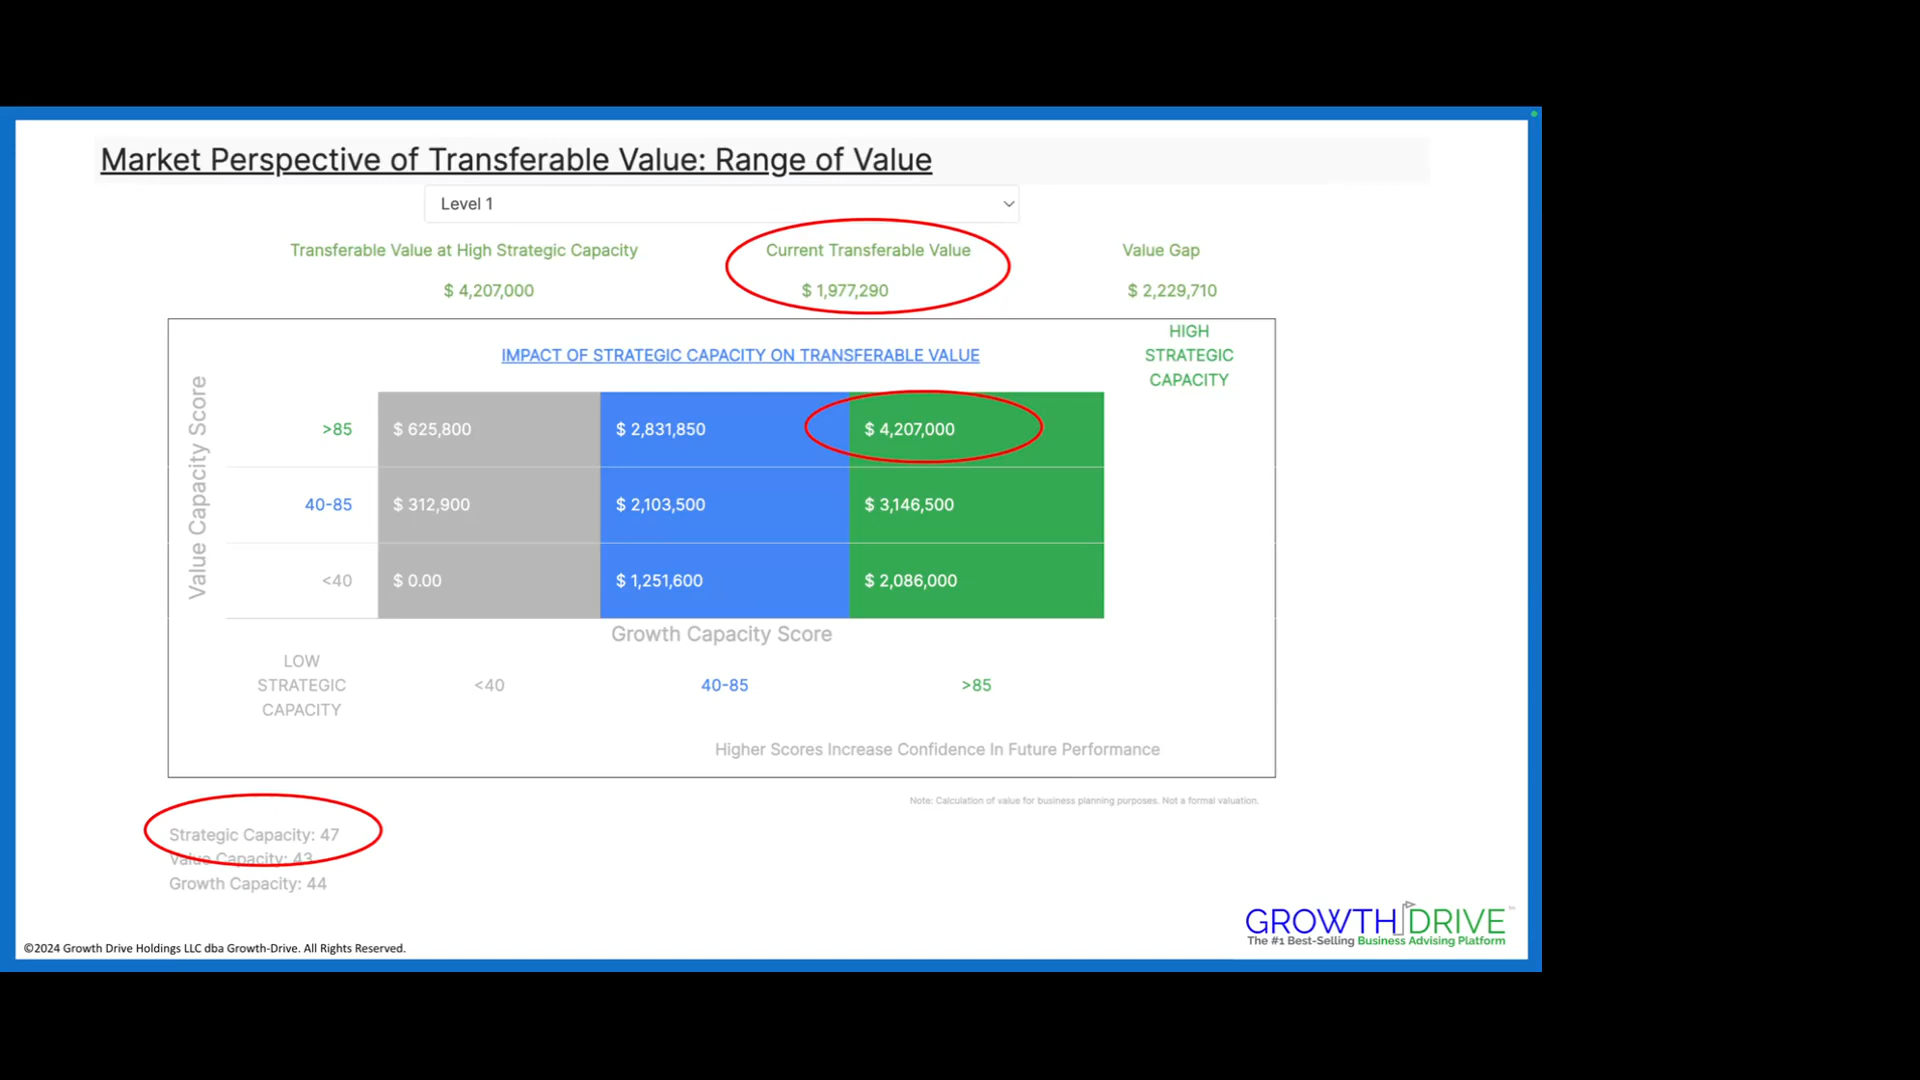 Market Perspective of Transferable Value: Range of Value
Level 1
Transferable Value at High Strategic Capacity
Current Transferable Value
Value Gap
$ 4,207,000
$ 1,977,290
$ 2,229,710
IMPACT OF STRATEGIC CAPACITY ON TRANSFERABLE VALUE
HIGH
STRATEGIC
CAPACITY
Value Capacity Score
>85
$ 625,800
$ 2,831,850
$ 4,207,000
40-85
$ 312,900
$ 2,103,500
$ 3,146,500
<40
$ 0.00
$ 1,251,600
$ 2,086,000
Growth Capacity Score
LOW
STRATEGIC
CAPACITY
<40
40-85
>85
Higher Scores Increase Confidence In Future Performance
Note: Calculation of value for business planning purposes. Not a formal valuation.
Strategic Capacity: 47
Value Capacity: 43
Growth Capacity: 44
GROWTH DRIVE
The #1 Best-Selling Business Advising Platform
©2024 Growth Drive Holdings LLC dba Growth-Drive. All Rights Reserved.